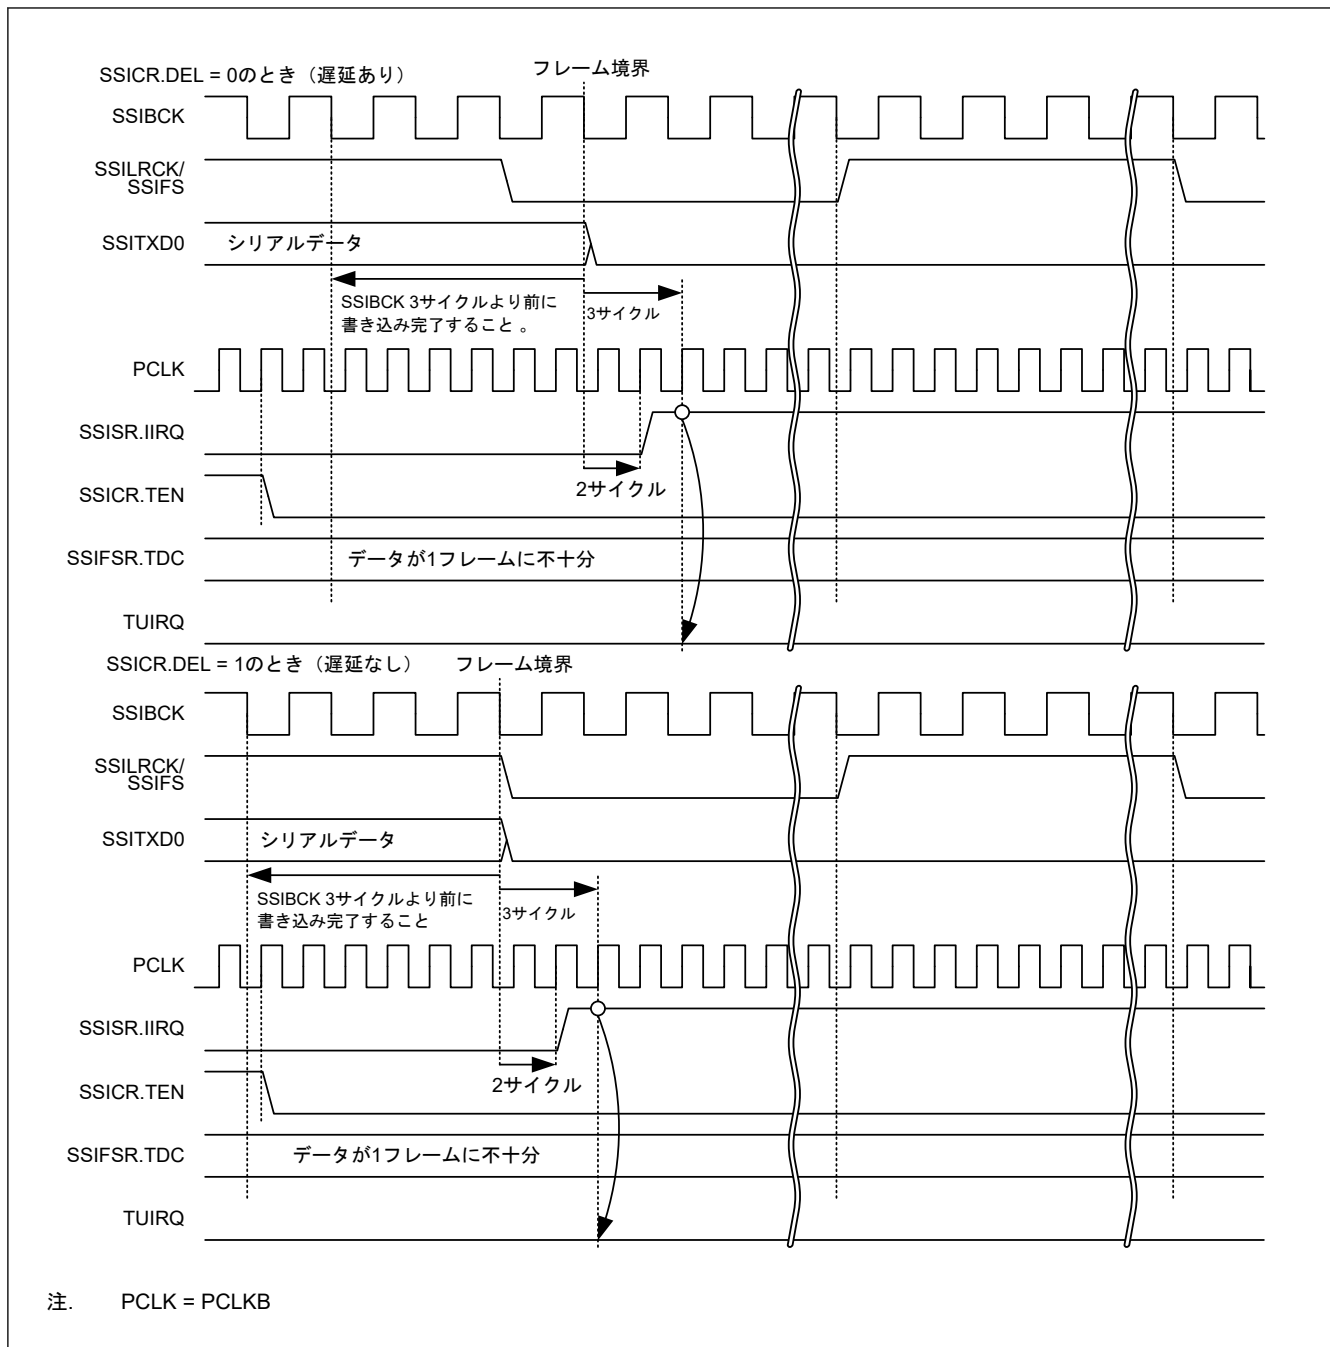 SSICR.DEL = 0のとき（遅延あり）
フレーム境界
SSIBCK
SSILRCK/
SSIFS
SSITXD0
シリアルデータ
SSIBCK 3サイクルより前に
書き込み完了すること 。
3サイクル
PCLK
SSISR.IIRQ
2サイクル
SSICR.TEN
SSIFSR.TDC
データが1フレームに不十分
TUIRQ
SSICR.DEL = 1のとき（遅延なし）
フレーム境界
SSIBCK
SSILRCK/
SSIFS
SSITXD0
シリアルデータ
SSIBCK 3サイクルより前に
書き込み完了すること
3サイクル
PCLK
SSISR.IIRQ
2サイクル
SSICR.TEN
SSIFSR.TDC
データが1フレームに不十分
TUIRQ
注. PCLK = PCLKB